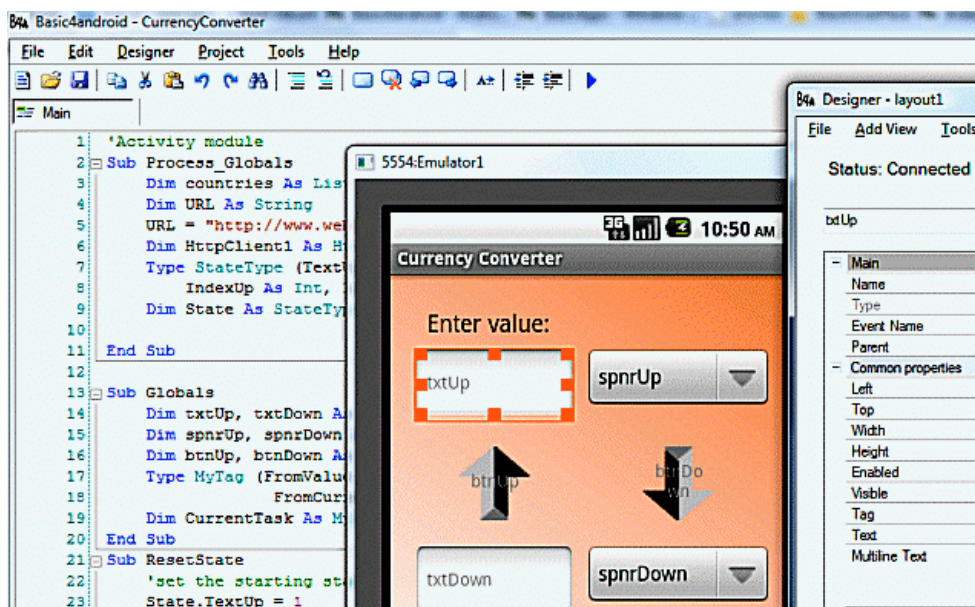 B4A Basic4android - CurrencyConverter
File Edit Designer Project Tools Help
Main
1 'Activity module
2 Sub Process_Globals
3 Dim countries As List
4 Dim URL As String
5 URL = "http://www.we
6 Dim HttpClient1 As H
7 Type StateType (Text
8 IndexUp As Int,
9 Dim State As StateTy
10
11 End Sub
12
13 Sub Globals
14 Dim txtUp, txtDown A
15 Dim spnrUp, spnrDown
16 Dim btnUp, btnDown A
17 Type MyTag (FromValu
18 FromCur
19 Dim CurrentTask As M
20 End Sub
21 Sub ResetState
22 'set the starting st
23 State.TextUp = 1
5554:Emulator1
3G 10:50 AM
Currency Converter
Enter value:
txtUp spnrUp
btnUp btnDo
wn
txtDown spnrDown
B4A Designer - layout1
File Add View Tools
Status: Connected
txtUp
Main
Name
Type
Event Name
Parent
Common properties
Left
Top
Width
Height
Enabled
Visible
Tag
Text
Multiline Text